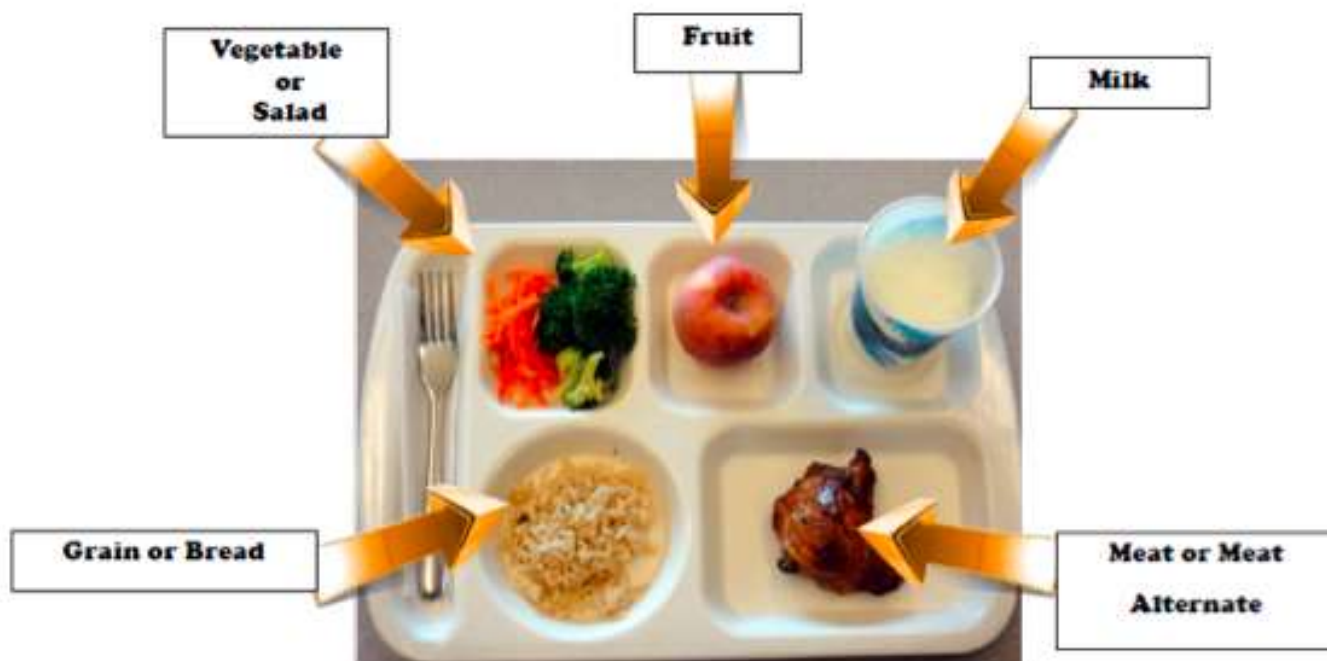 Vegetable
or
Salad
Fruit
Milk
Grain or Bread
Meat or Meat
Alternate